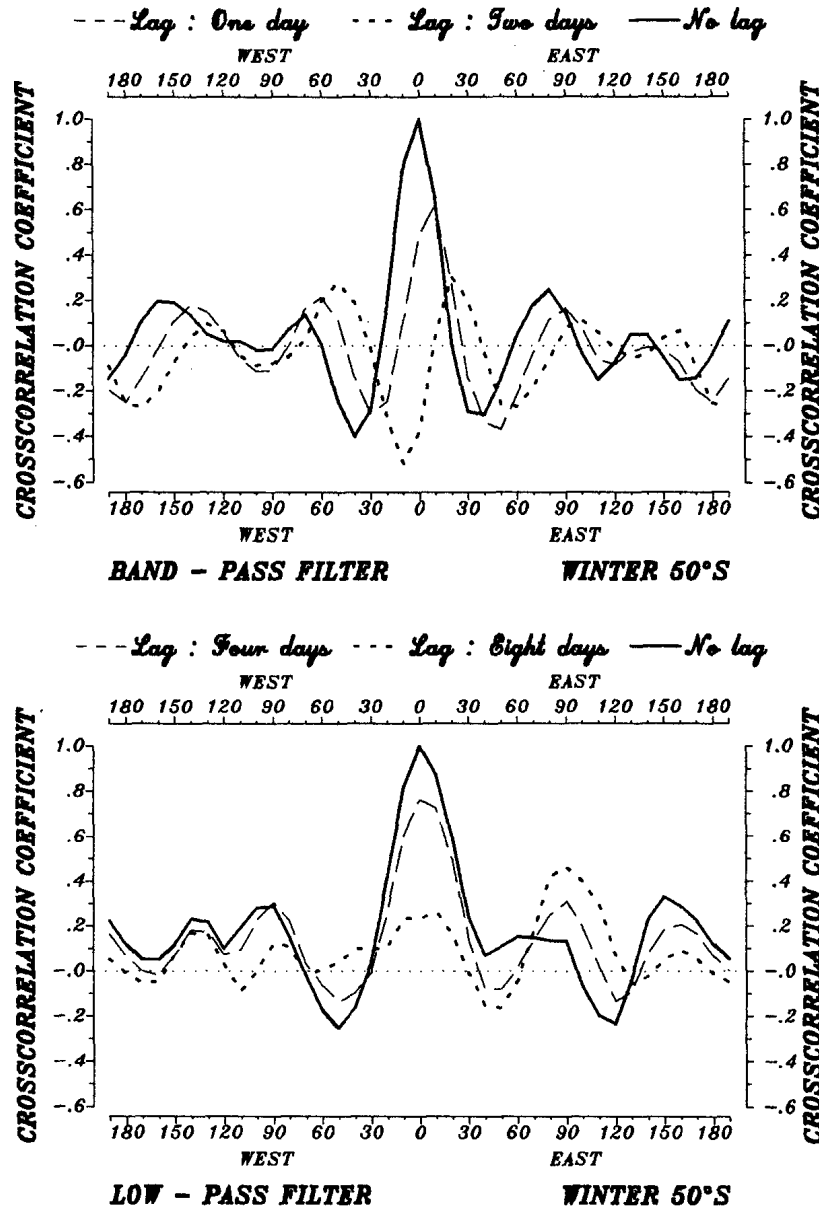 Lag : One day Lag : Two days No lag
WEST EAST
180 150 120 90 60 30 0 30 60 90 120 150 180
CROSSCORRELATION COEFFICIENT
1.0 1.0
.8 .8
.6 .6
.4 .4
.2 .2
-.0 -.0
-.2 -.2
-.4 -.4
-.6 -.6
CROSSCORRELATION COEFFICIENT
180 150 120 90 60 30 0 30 60 90 120 150 180
WEST EAST
BAND - PASS FILTER WINTER 50°S
Lag : Four days Lag : Eight days No lag
WEST EAST
180 150 120 90 60 30 0 30 60 90 120 150 180
CROSSCORRELATION COEFFICIENT
1.0 1.0
.8 .8
.6 .6
.4 .4
.2 .2
-.0 -.0
-.2 -.2
-.4 -.4
-.6 -.6
CROSSCORRELATION COEFFICIENT
180 150 120 90 60 30 0 30 60 90 120 150 180
WEST EAST
LOW - PASS FILTER WINTER 50°S